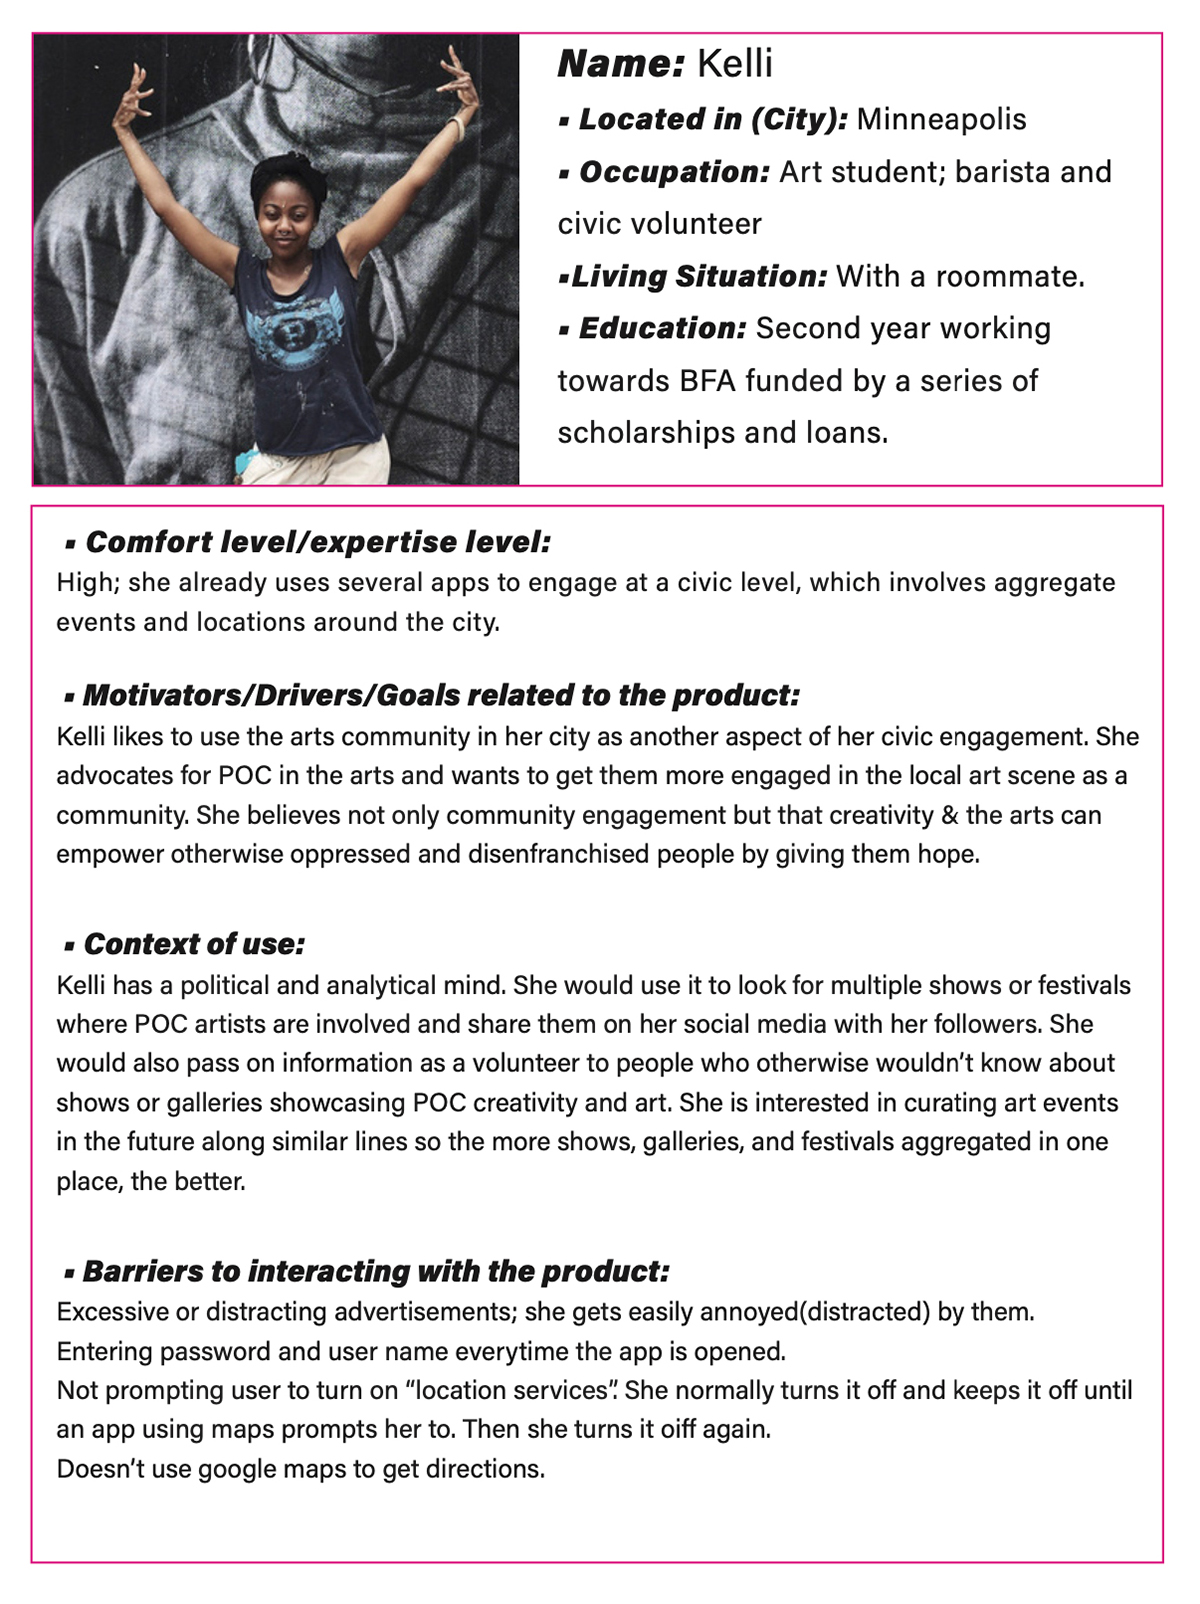 Name: Kelli
▪ Located in (City): Minneapolis
▪ Occupation: Art student; barista and
civic volunteer
▪Living Situation: With a roommate.
▪ Education: Second year working
towards BFA funded by a series of
scholarships and loans.
▪ Comfort level/expertise level:
High; she already uses several apps to engage at a civic level, which involves aggregate
events and locations around the city.
▪ Motivators/Drivers/Goals related to the product:
Kelli likes to use the arts community in her city as another aspect of her civic engagement. She
advocates for POC in the arts and wants to get them more engaged in the local art scene as a
community. She believes not only community engagement but that creativity & the arts can
empower otherwise oppressed and disenfranchised people by giving them hope.
▪ Context of use:
Kelli has a political and analytical mind. She would use it to look for multiple shows or festivals
where POC artists are involved and share them on her social media with her followers. She
would also pass on information as a volunteer to people who otherwise wouldn’t know about
shows or galleries showcasing POC creativity and art. She is interested in curating art events
in the future along similar lines so the more shows, galleries, and festivals aggregated in one
place, the better.
▪ Barriers to interacting with the product:
Excessive or distracting advertisements; she gets easily annoyed(distracted) by them.
Entering password and user name everytime the app is opened.
Not prompting user to turn on “location services”. She normally turns it off and keeps it off until
an app using maps prompts her to. Then she turns it oiff again.
Doesn’t use google maps to get directions.